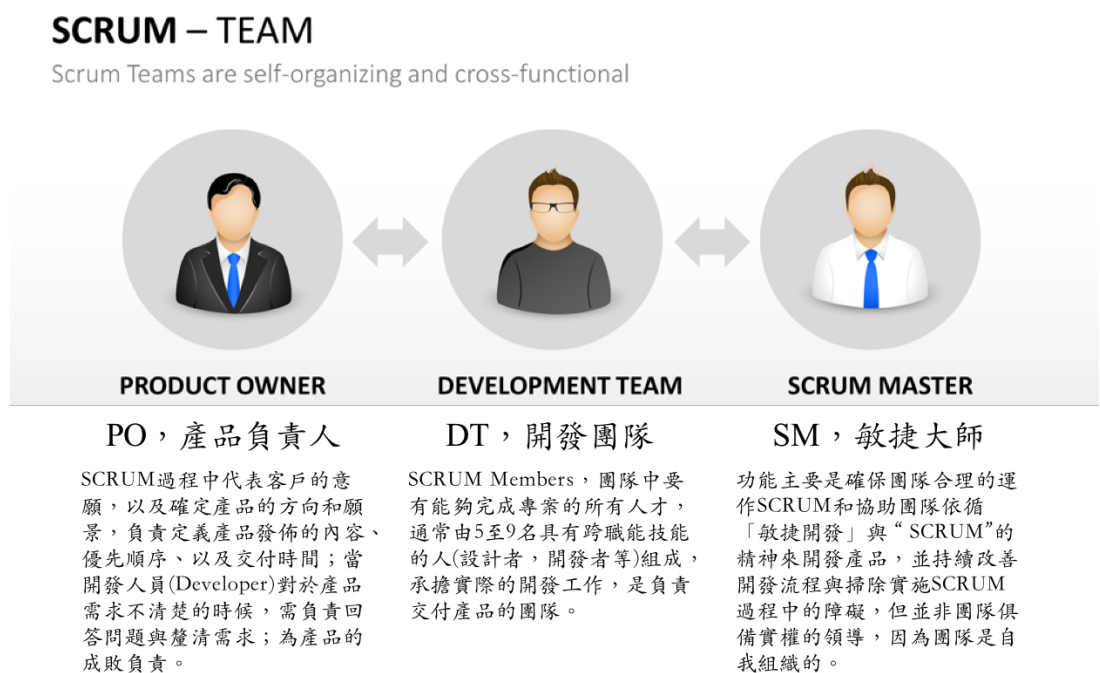 SCRUM – TEAM
Scrum Teams are self-organizing and cross-functional
PRODUCT OWNER
DEVELOPMENT TEAM
SCRUM MASTER
PO，產品負責人
SCRUM過程中代表客戶的意
願，以及確定產品的方向和願
景，負責定義產品發佈的內容、
優先順序、以及交付時間；當
開發人員(Developer)對於產品
需求不清楚的時候，需負責回
答問題與釐清需求；為產品的
成敗負責。
DT，開發團隊
SCRUM Members，團隊中要
有能夠完成專案的所有人才，
通常由5至9名具有跨職能技能
的人(設計者，開發者等)組成，
承擔實際的開發工作，是負責
交付產品的團隊。
SM，敏捷大師
功能主要是確保團隊合理的運
作SCRUM和協助團隊依循
「敏捷開發」與“SCRUM”的
精神來開發產品，並持續改善
開發流程與掃除實施SCRUM
過程中的障礙，但並非團隊俱
備實權的領導，因為團隊是自
我組織的。